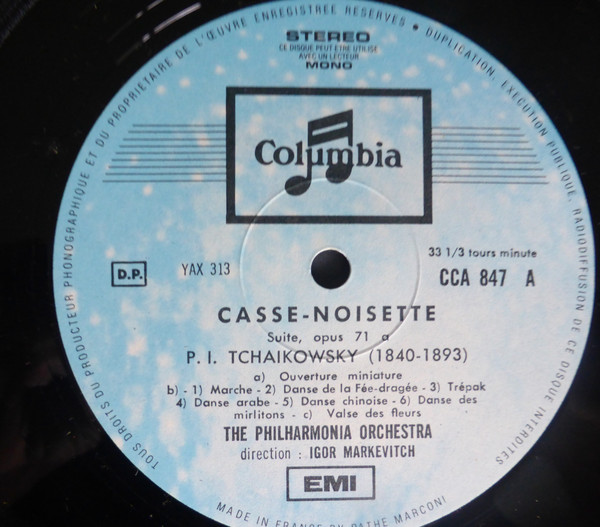 TOUS DROITS DU PRODUCTEUR PHONOGRAPHIQUE ET DU PROPRIETAIRE DE L'ŒUVRE ENREGISTREE RESERVES • DUPLICATION, EXECUTION PUBLIQUE, RADIODIFFUSION DE CE DISQUE INTERDITES
STEREO
CE DISQUE PEUT ETRE UTILISE
AVEC UN LECTEUR
MONO
Columbia
33 1/3 tours minute
D.P.
YAX 313
CCA 847 A
CASSE-NOISETTE
Suite, opus 71 a
P. I. TCHAIKOWSKY (1840-1893)
a) Ouverture miniature
b) - 1) Marche - 2) Danse de la Fée-dragée - 3) Trépak
4) Danse arabe - 5) Danse chinoise - 6) Danse des
mirlitons - c) Valse des fleurs
THE PHILHARMONIA ORCHESTRA
direction : IGOR MARKEVITCH
EMI
MADE IN FRANCE BY PATHE MARCONI